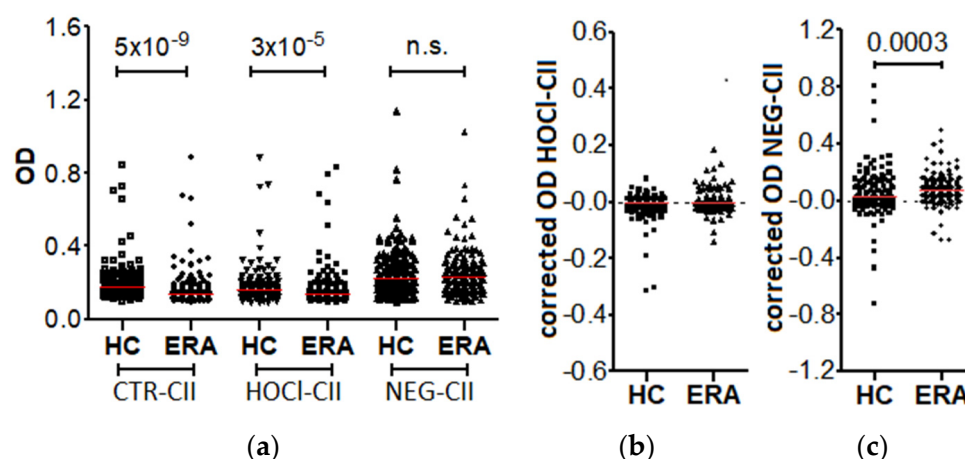 OD
1.6
1.2
0.8
0.4
0.0
5x10-9
3x10-5
n.s.
HC ERA HC ERA HC ERA
CTR-CII HOCl-CII NEG-CII
(a)
corrected OD HOCl-CII
0.6
0.4
0.2
-0.0
-0.2
-0.4
-0.6
HC ERA
(b)
corrected OD NEG-CII
1.2
0.8
0.4
-0.0
-0.4
-0.8
-1.2
0.0003
HC ERA
(c)